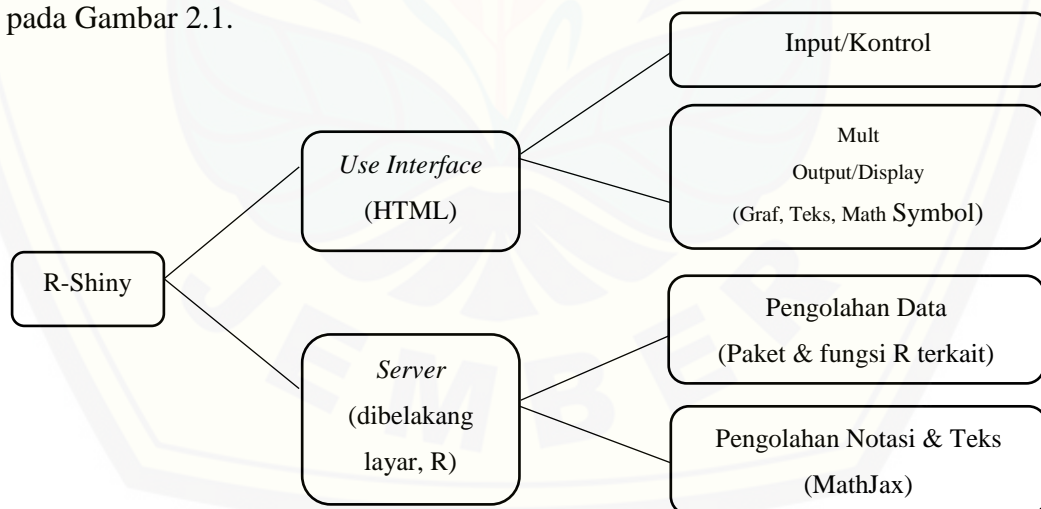 pada Gambar 2.1.
Input/Kontrol
Mult
Output/Display
(Graf, Teks, Math Symbol)
Use Interface
(HTML)
R-Shiny
Pengolahan Data
(Paket & fungsi R terkait)
Server
(dibelakang
layar, R)
Pengolahan Notasi & Teks
(MathJax)
JEMBER